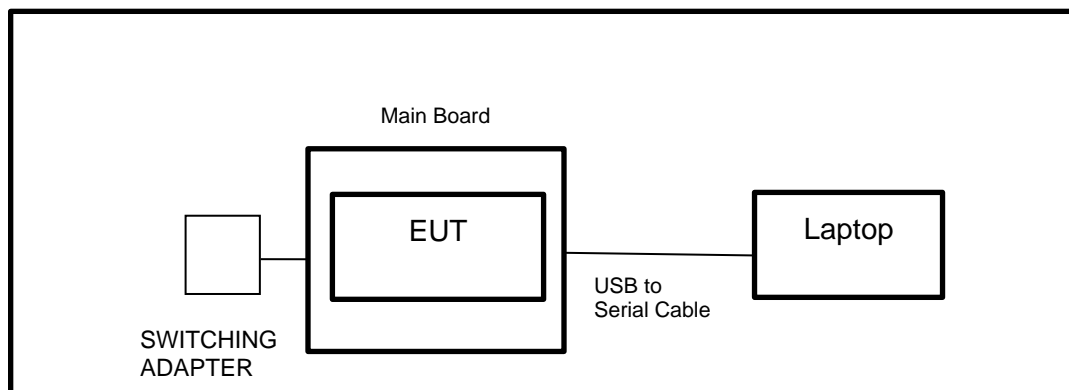 Main Board
EUT
Laptop
USB to
Serial Cable
SWITCHING
ADAPTER